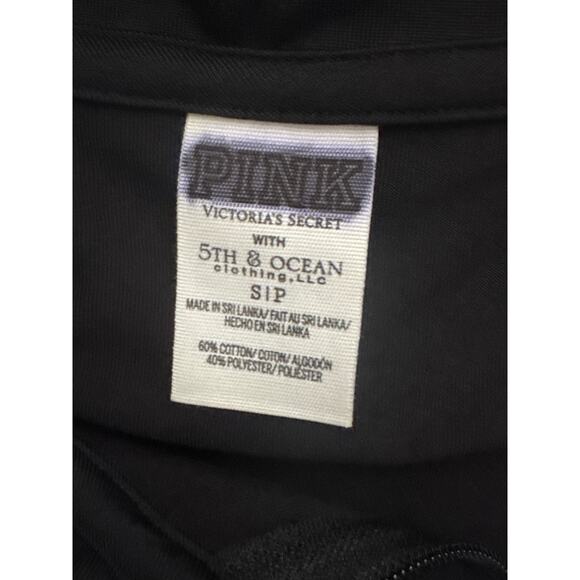 PINK
VICTORIA'S SECRET
WITH
5TH & OCEAN
clothing,LLC
S|P
MADE IN SRI LANKA/ FAIT AU SRI LANKA/
HECHO EN SRI LANKA
60% COTTON/ COTON/ ALGODÓN
40% POLYESTER/ POLIÉSTER